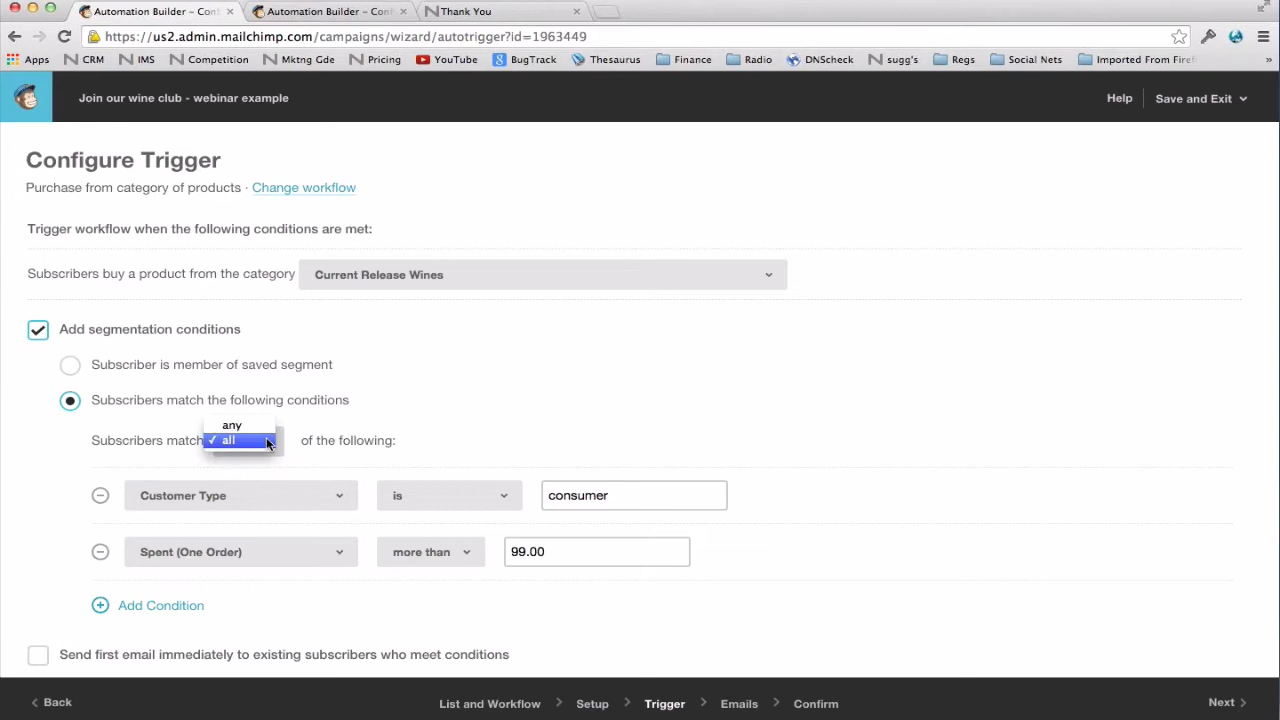 Automation Builder - Conf
Automation Builder - Conf
Thank You
https://us2.admin.mailchimp.com/campaigns/wizard/autotrigger?id=1963449
Apps
CRM
IMS
Competition
Mktng Gde
Pricing
YouTube
BugTrack
Thesaurus
Finance
Radio
DNScheck
sugg's
Regs
Social Nets
Imported From Firef
»
Join our wine club - webinar example
Help
Save and Exit
Configure Trigger
Purchase from category of products · Change workflow
Trigger workflow when the following conditions are met:
Subscribers buy a product from the category
Current Release Wines
Add segmentation conditions
Subscriber is member of saved segment
Subscribers match the following conditions
any
Subscribers match ✓ all of the following:
Customer Type
is
consumer
Spent (One Order)
more than
99.00
Add Condition
Send first email immediately to existing subscribers who meet conditions
Back
List and Workflow
Setup
Trigger
Emails
Confirm
Next